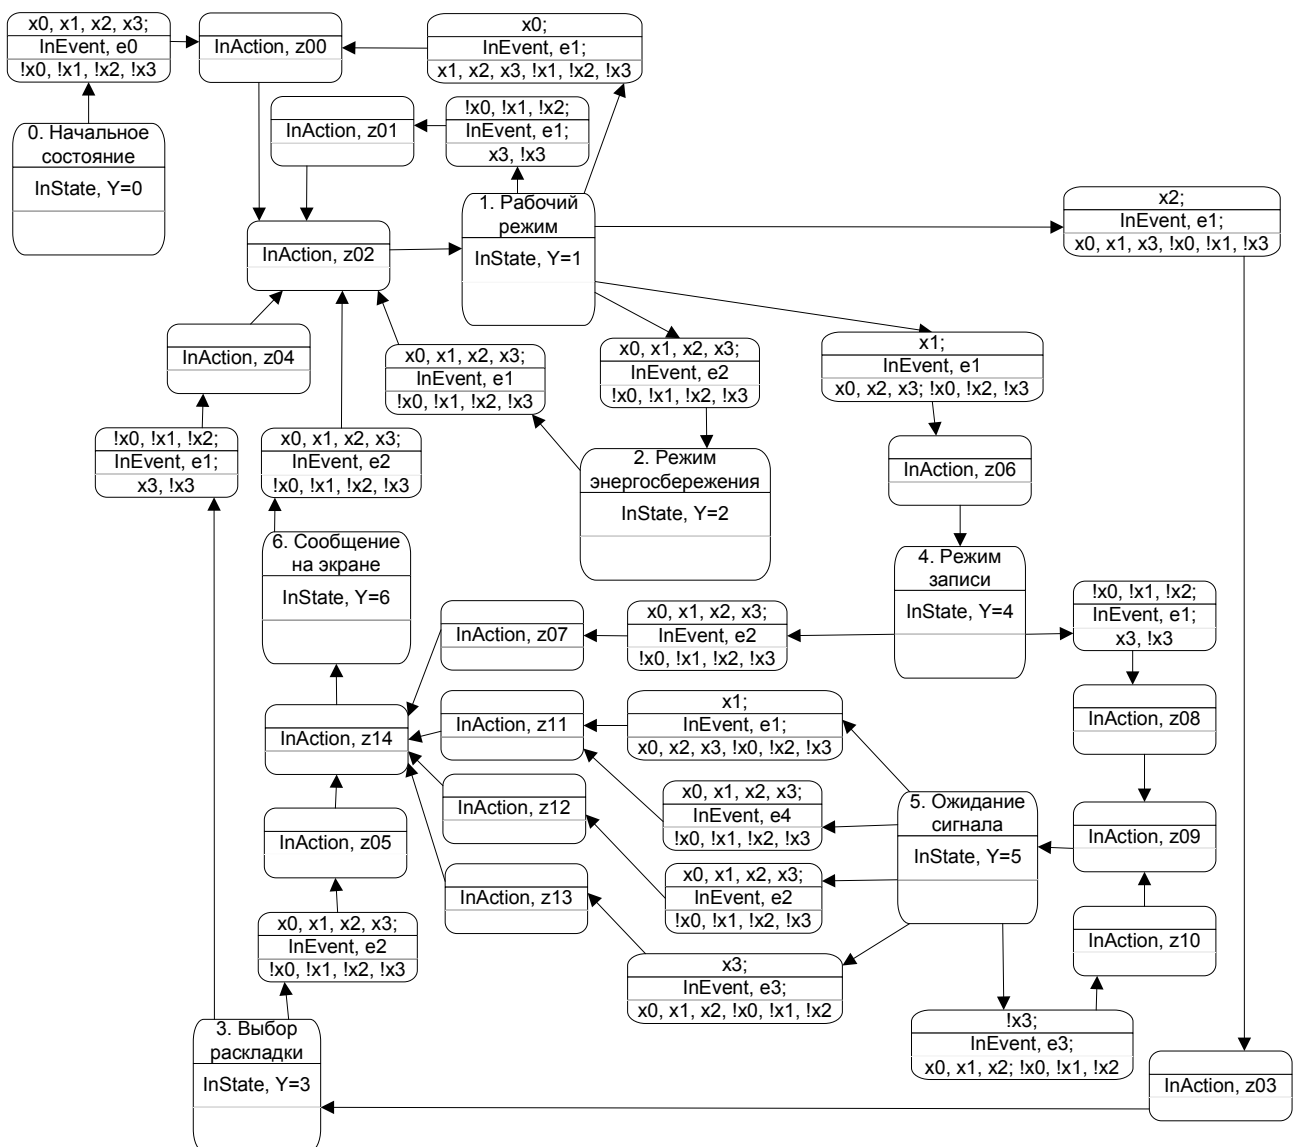 x0, x1, x2, x3;
InEvent, e0
!x0, !x1, !x2, !x3
InAction, z00
x0;
InEvent, e1;
x1, x2, x3, !x1, !x2, !x3
InAction, z01
!x0, !x1, !x2;
InEvent, e1;
x3, !x3
0. Начальное
состояние
InState, Y=0
1. Рабочий
режим
InState, Y=1
x2;
InEvent, e1;
x0, x1, x3, !x0, !x1, !x3
InAction, z02
InAction, z04
x0, x1, x2, x3;
InEvent, e1
!x0, !x1, !x2, !x3
x0, x1, x2, x3;
InEvent, e2
!x0, !x1, !x2, !x3
x1;
InEvent, e1
x0, x2, x3; !x0, !x2, !x3
!x0, !x1, !x2;
InEvent, e1;
x3, !x3
x0, x1, x2, x3;
InEvent, e2
!x0, !x1, !x2, !x3
2. Режим
энергосбережения
InState, Y=2
InAction, z06
6. Сообщение
на экране
InState, Y=6
4. Режим
записи
InState, Y=4
InAction, z07
x0, x1, x2, x3;
InEvent, e2
!x0, !x1, !x2, !x3
!x0, !x1, !x2;
InEvent, e1;
x3, !x3
InAction, z14
InAction, z11
x1;
InEvent, e1;
x0, x2, x3, !x0, !x2, !x3
InAction, z08
InAction, z12
x0, x1, x2, x3;
InEvent, e4
!x0, !x1, !x2, !x3
5. Ожидание
сигнала
InState, Y=5
InAction, z09
InAction, z05
InAction, z13
x0, x1, x2, x3;
InEvent, e2
!x0, !x1, !x2, !x3
InAction, z10
x0, x1, x2, x3;
InEvent, e2
!x0, !x1, !x2, !x3
x3;
InEvent, e3;
x0, x1, x2, !x0, !x1, !x2
!x3;
InEvent, e3;
x0, x1, x2; !x0, !x1, !x2
3. Выбор
раскладки
InState, Y=3
InAction, z03